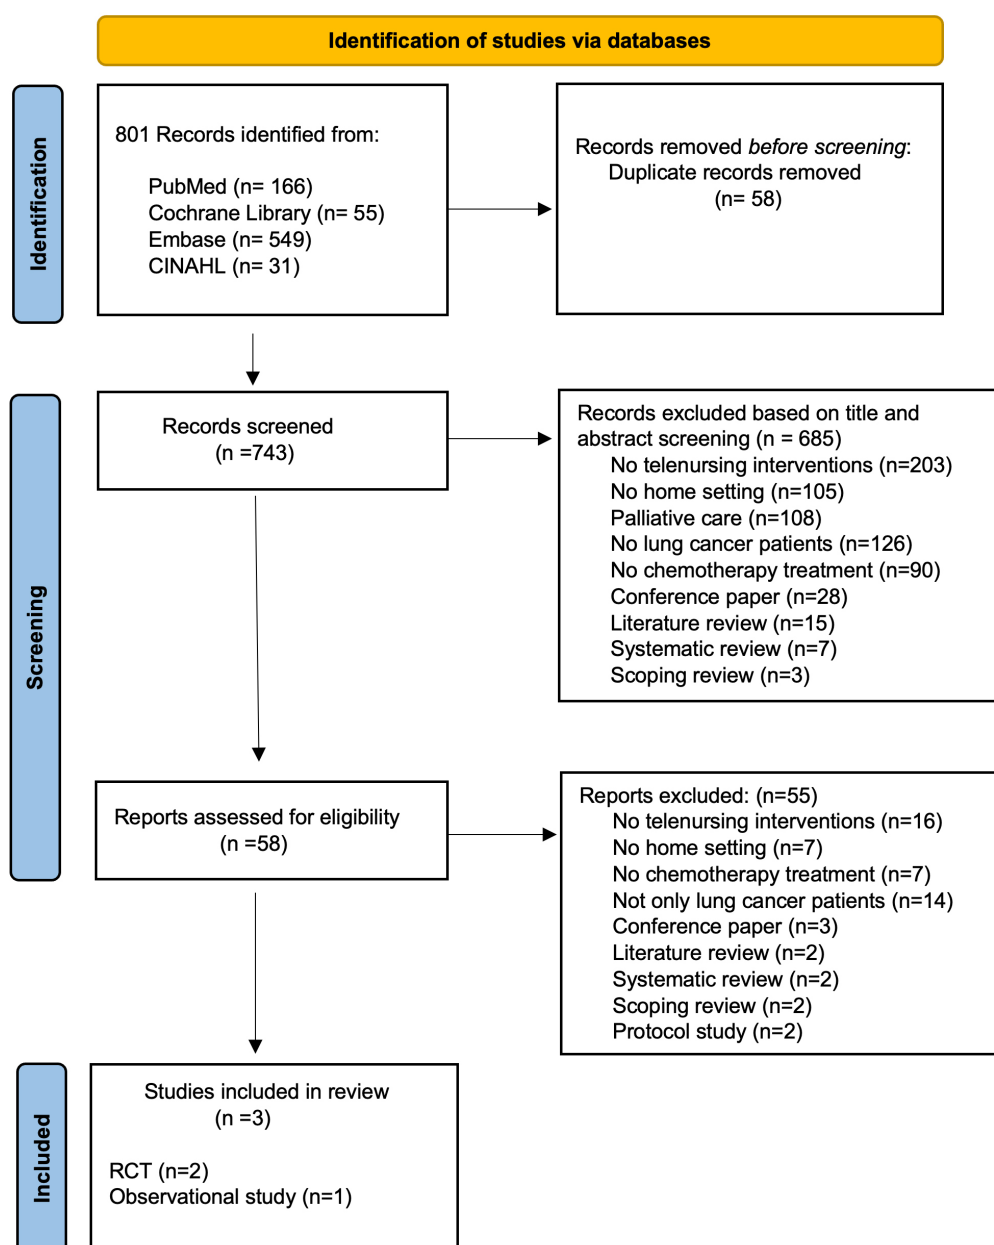 Identification of studies via databases
Identification
801 Records identified from:
PubMed (n= 166)
Cochrane Library (n= 55)
Embase (n= 549)
CINAHL (n= 31)
Records removed before screening:
Duplicate records removed
(n= 58)
Screening
Records screened
(n =743)
Records excluded based on title and
abstract screening (n = 685)
No telenursing interventions (n=203)
No home setting (n=105)
Palliative care (n=108)
No lung cancer patients (n=126)
No chemotherapy treatment (n=90)
Conference paper (n=28)
Literature review (n=15)
Systematic review (n=7)
Scoping review (n=3)
Reports assessed for eligibility
(n =58)
Reports excluded: (n=55)
No telenursing interventions (n=16)
No home setting (n=7)
No chemotherapy treatment (n=7)
Not only lung cancer patients (n=14)
Conference paper (n=3)
Literature review (n=2)
Systematic review (n=2)
Scoping review (n=2)
Protocol study (n=2)
Included
Studies included in review
(n =3)
RCT (n=2)
Observational study (n=1)